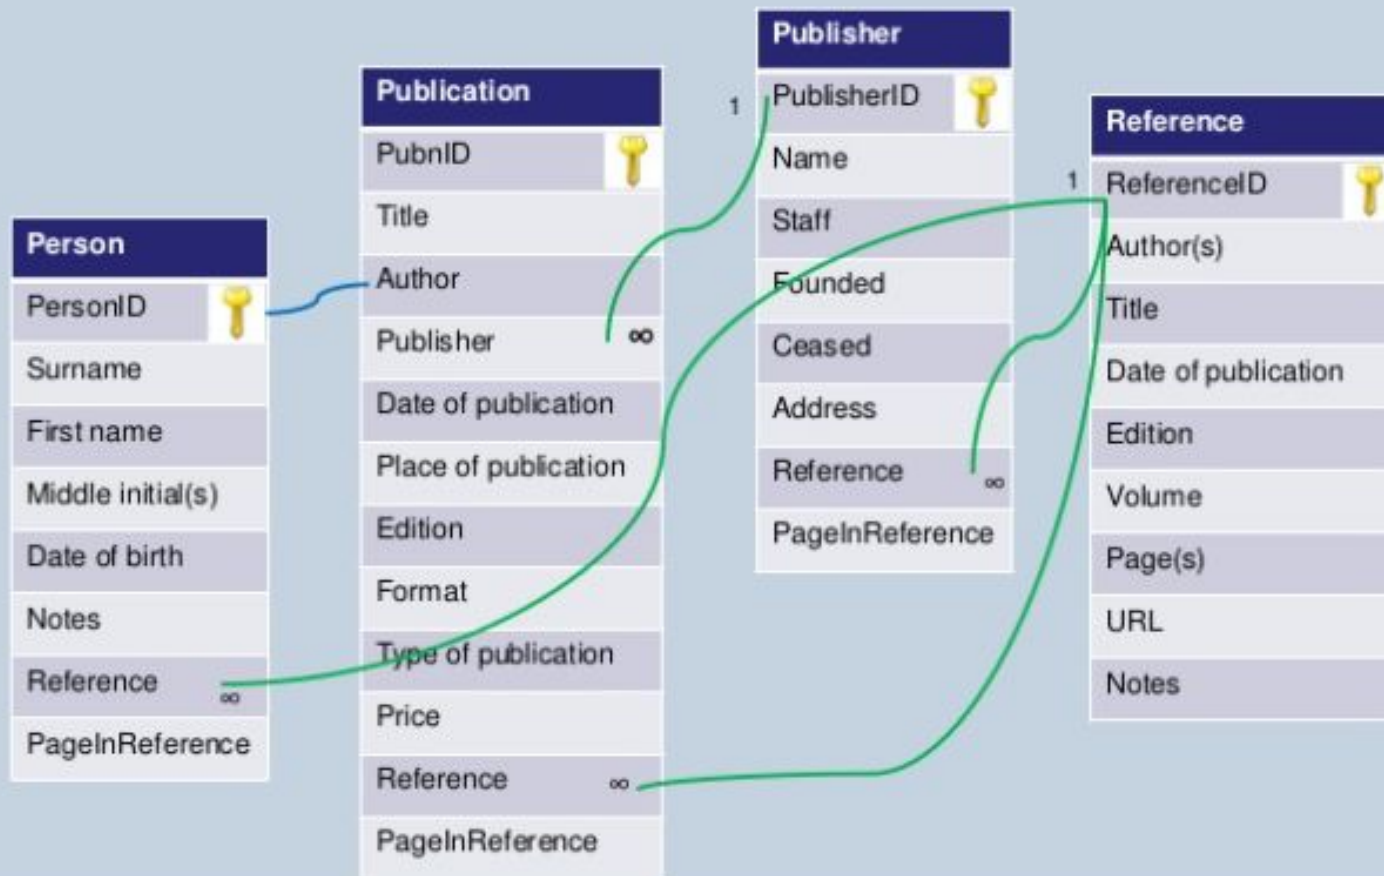 Person
PersonID
Surname
First name
Middle initial(s)
Date of birth
Notes
Reference ∞
PageInReference
Publication
PubnID
Title
Author
Publisher ∞
Date of publication
Place of publication
Edition
Format
Type of publication
Price
Reference ∞
PageInReference
Publisher
1 PublisherID
Name
Staff
Founded
Ceased
Address
Reference ∞
PageInReference
Reference
1 ReferenceID
Author(s)
Title
Date of publication
Edition
Volume
Page(s)
URL
Notes